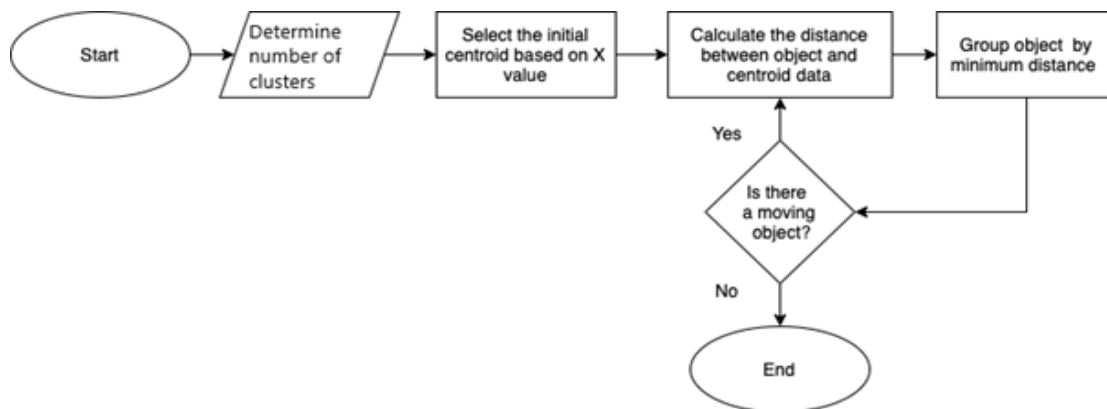 Start
Determine
number of
clusters
Select the initial
centroid based on X
value
Calculate the distance
between object and
centroid data
Group object by
minimum distance
Yes
Is there
a moving
object?
No
End